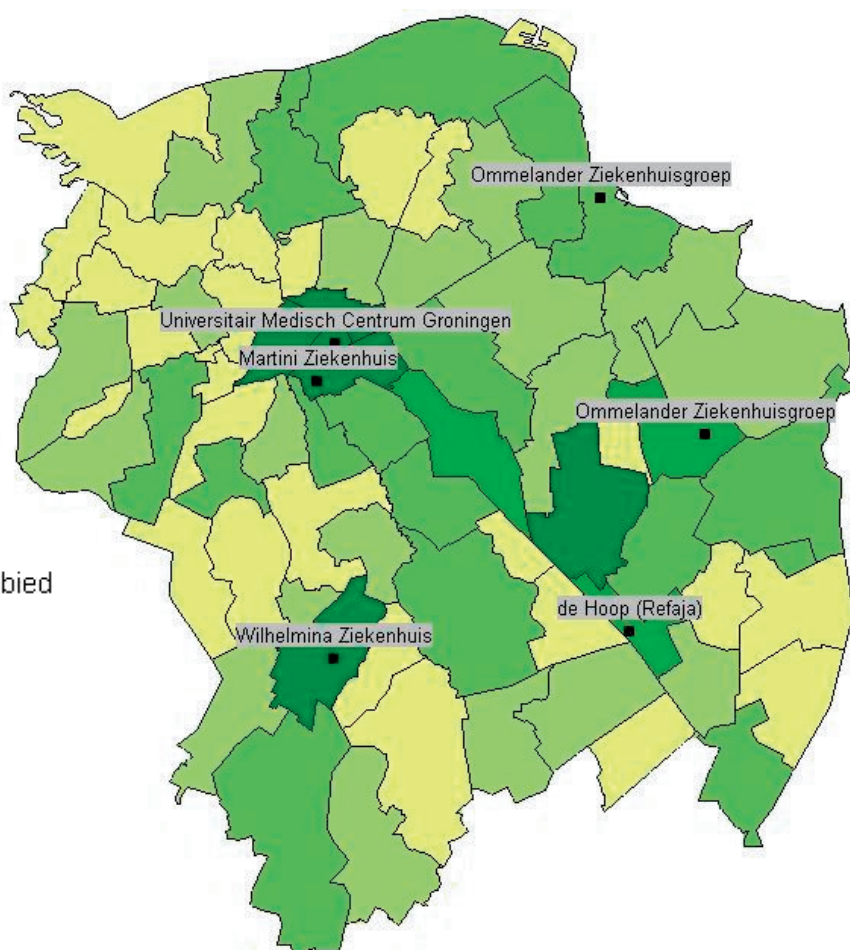 Ommelander Ziekenhuisgroep
Universitair Medisch Centrum Groningen
Martini Ziekenhuis
Ommelander Ziekenhuisgroep
bied
de Hoop (Refaja)
Wilhelmina Ziekenhuis